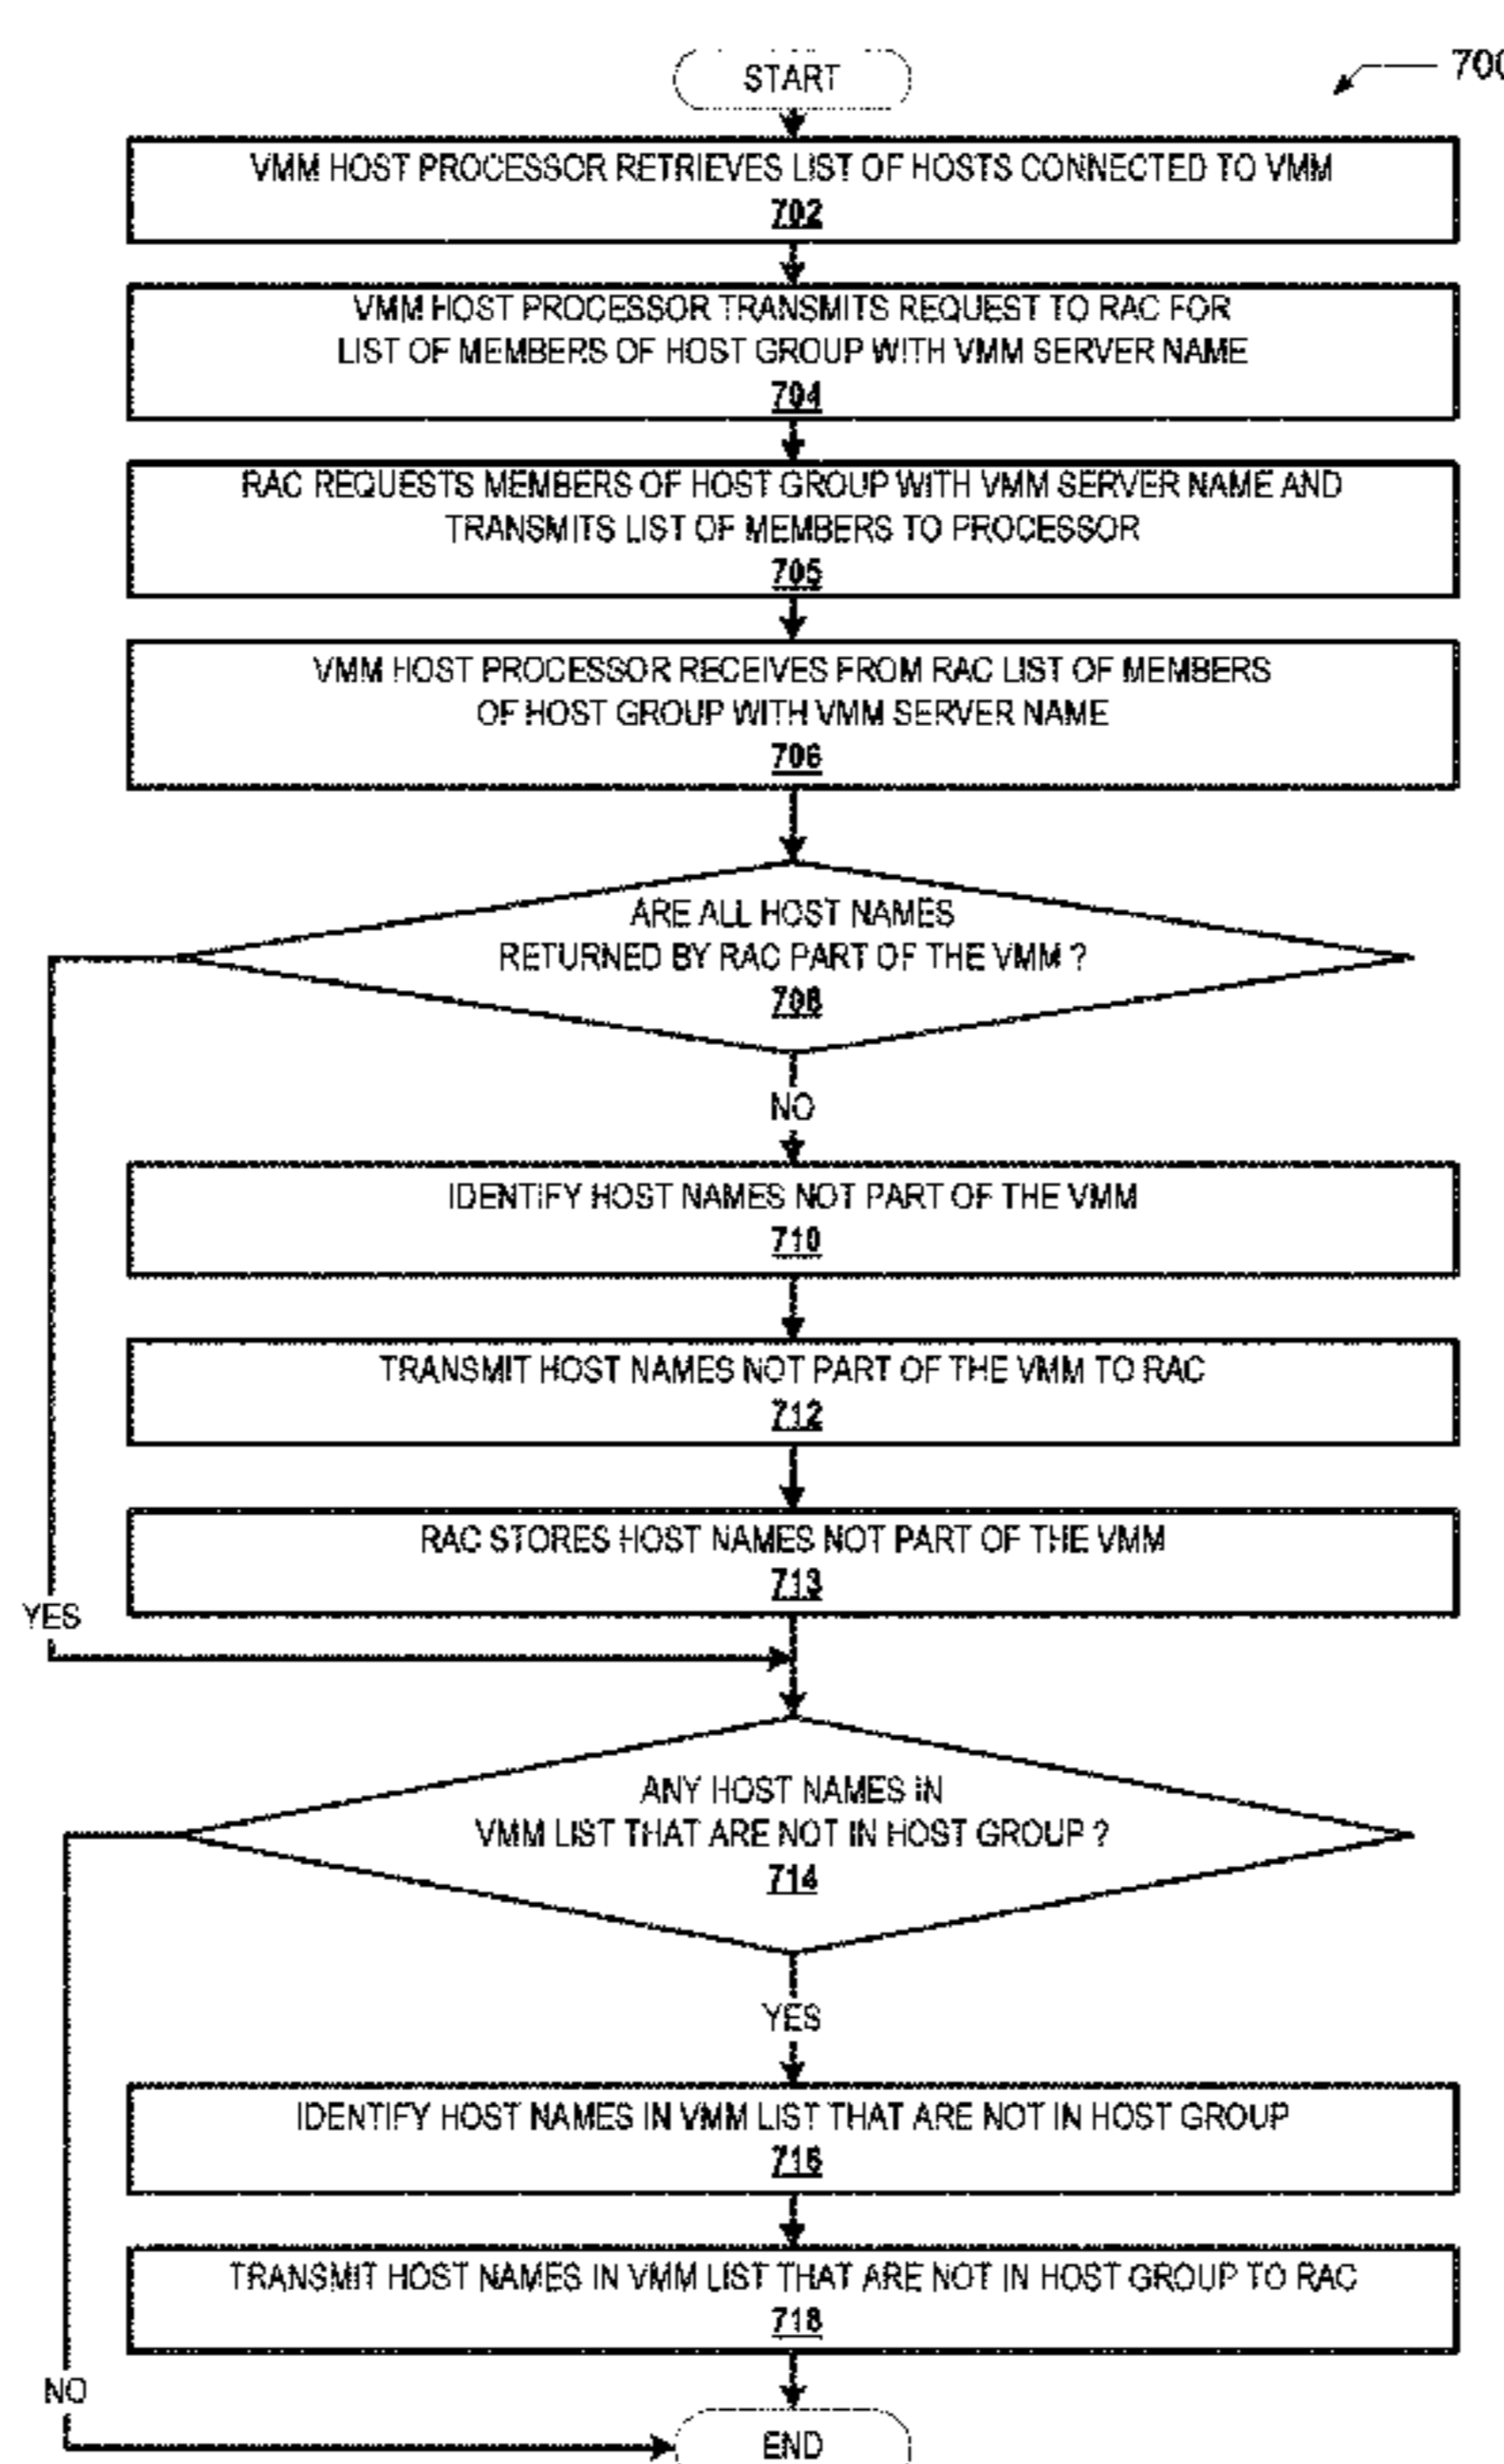 START
700
VMM HOST PROCESSOR RETRIEVES LIST OF HOSTS CONNECTED TO VMM
702
VMM HOST PROCESSOR TRANSMITS REQUEST TO RAC FOR
LIST OF MEMBERS OF HOST GROUP WITH VMM SERVER NAME
704
RAC REQUESTS MEMBERS OF HOST GROUP WITH VMM SERVER NAME AND
TRANSMITS LIST OF MEMBERS TO PROCESSOR
705
VMM HOST PROCESSOR RECEIVES FROM RAC LIST OF MEMBERS
OF HOST GROUP WITH VMM SERVER NAME
706
ARE ALL HOST NAMES
RETURNED BY RAC PART OF THE VMM ?
708
NO
IDENTIFY HOST NAMES NOT PART OF THE VMM
710
TRANSMIT HOST NAMES NOT PART OF THE VMM TO RAC
712
RAC STORES HOST NAMES NOT PART OF THE VMM
713
YES
ANY HOST NAMES IN
VMM LIST THAT ARE NOT IN HOST GROUP ?
714
YES
IDENTIFY HOST NAMES IN VMM LIST THAT ARE NOT IN HOST GROUP
716
TRANSMIT HOST NAMES IN VMM LIST THAT ARE NOT IN HOST GROUP TO RAC
718
NO
END